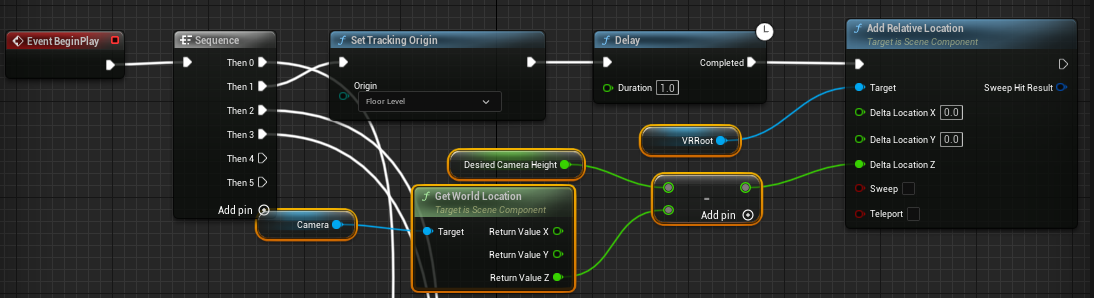 Event BeginPlay
Sequence
Then 0
Then 1
Then 2
Then 3
Then 4
Then 5
Add pin
f Set Tracking Origin
Origin
Floor Level
f Delay
Completed
Duration 1.0
f Add Relative Location
Target is Scene Component
Target
Sweep Hit Result
Delta Location X 0.0
Delta Location Y 0.0
Delta Location Z
Sweep
Teleport
VRRoot
Desired Camera Height
-
Add pin
Camera
f Get World Location
Target is Scene Component
Target
Return Value X
Return Value Y
Return Value Z